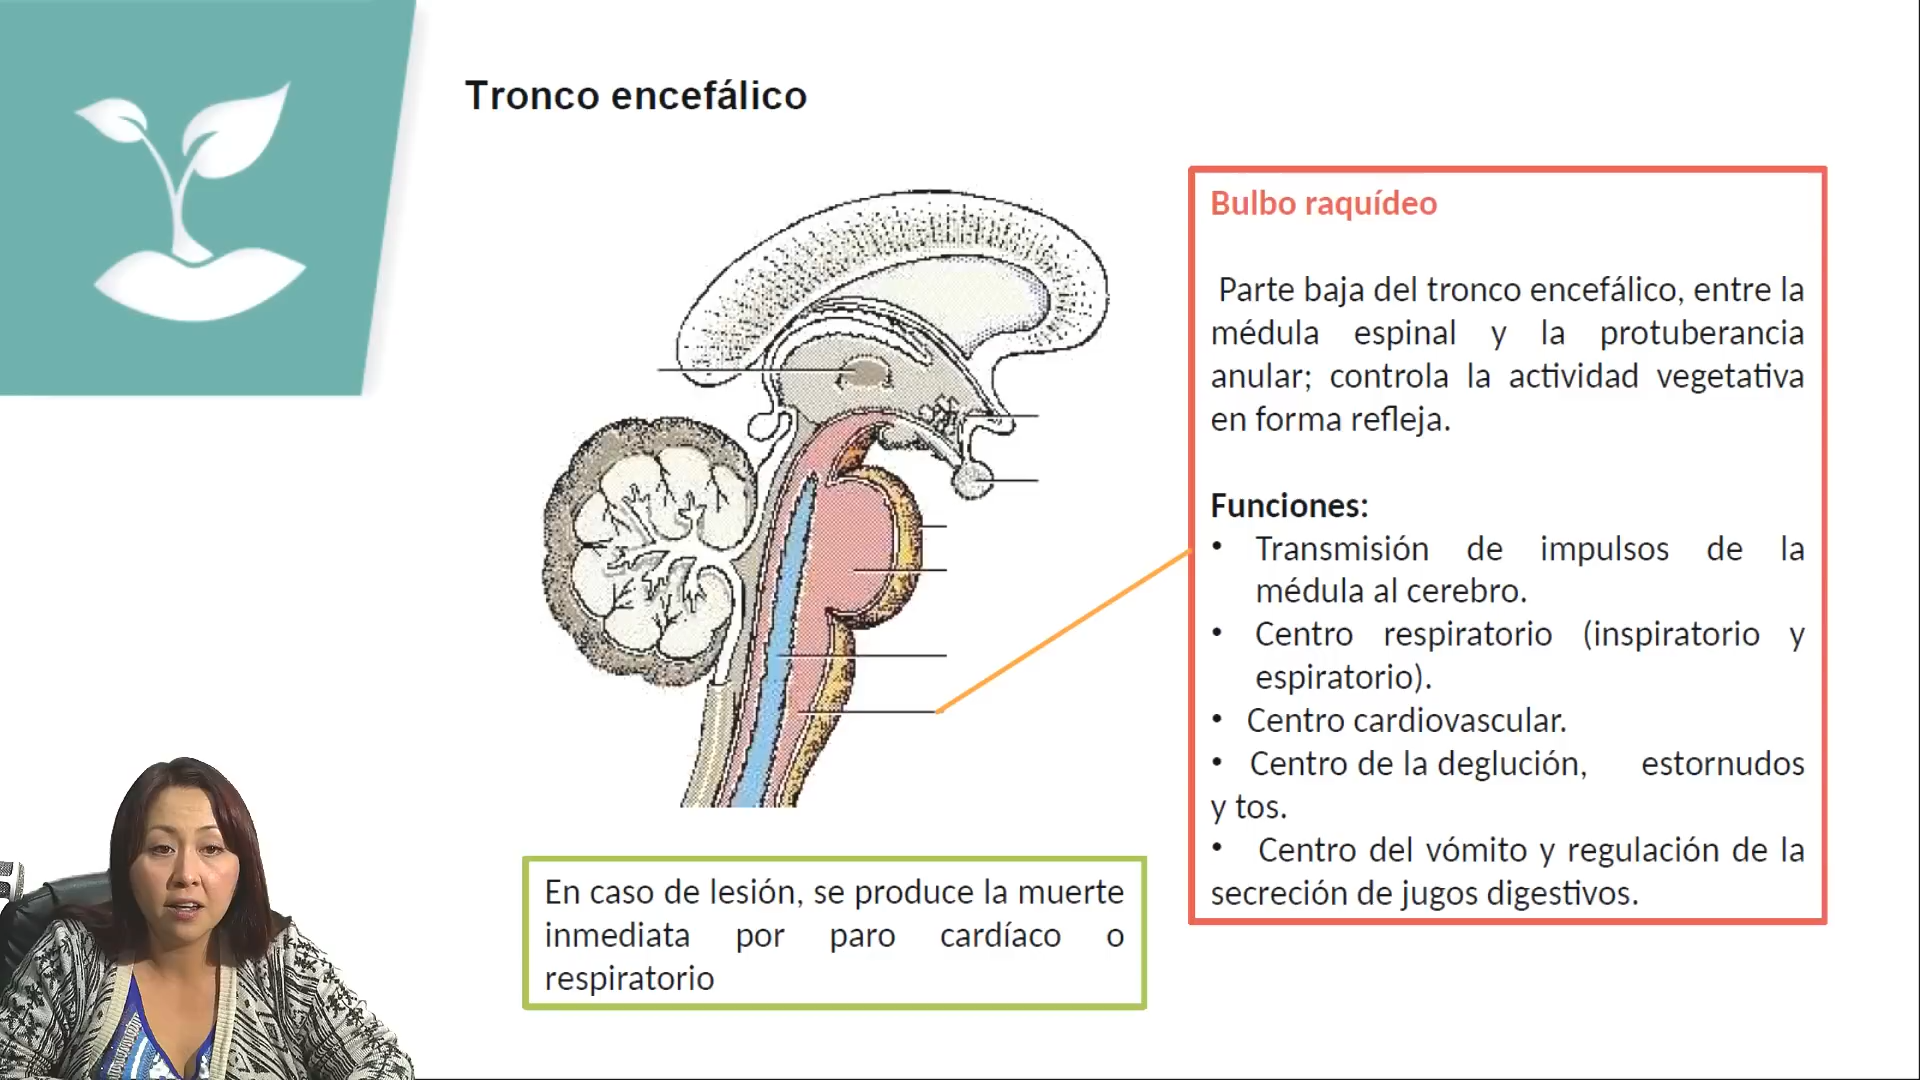 Tronco encefálico
Bulbo raquídeo
Parte baja del tronco encefálico, entre la
médula espinal y la protuberancia
anular; controla la actividad vegetativa
en forma refleja.
Funciones:
• Transmisión de impulsos de la
médula al cerebro.
• Centro respiratorio (inspiratorio y
espiratorio).
• Centro cardiovascular.
• Centro de la deglución, estornudos
y tos.
• Centro del vómito y regulación de la
secreción de jugos digestivos.
En caso de lesión, se produce la muerte
inmediata por paro cardíaco o
respiratorio